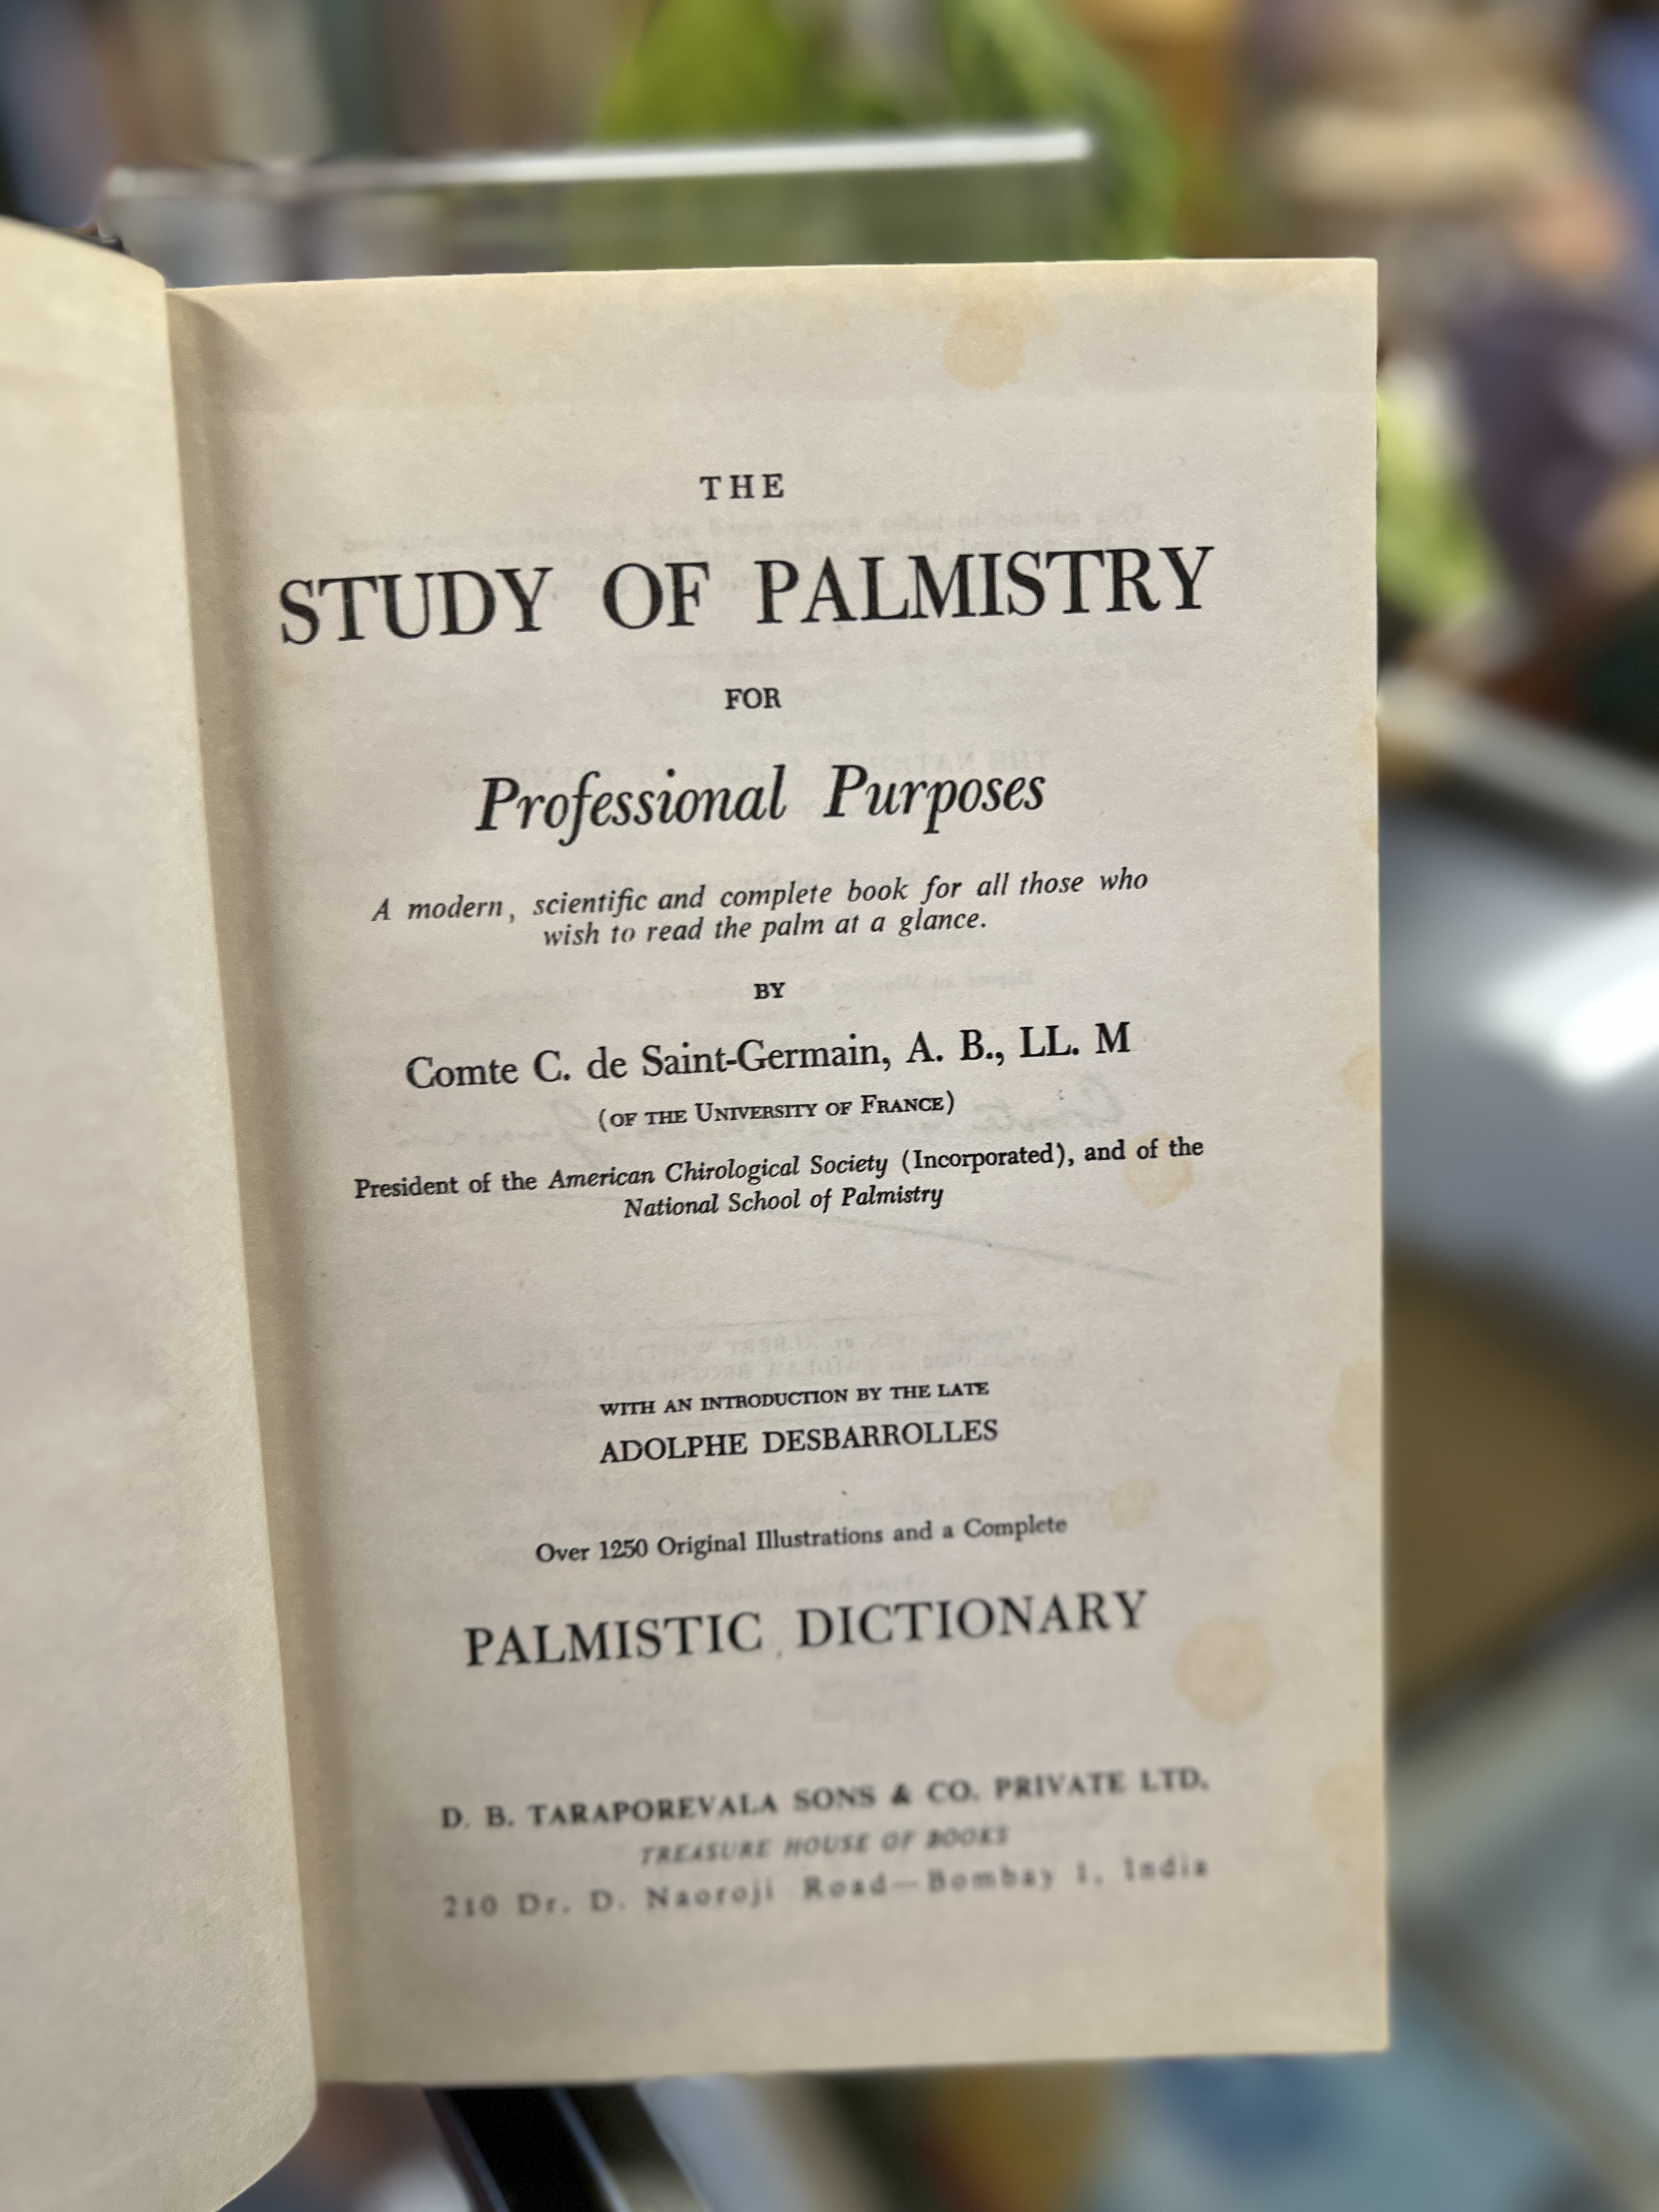 THE
STUDY OF PALMISTRY
FOR
Professional Purposes
A modern, scientific and complete book for all those who
wish to read the palm at a glance.
BY
Comte C. de Saint-Germain, A. B., LL. M
(OF THE UNIVERSITY OF FRANCE)
President of the American Chirological Society (Incorporated), and of the
National School of Palmistry
WITH AN INTRODUCTION BY THE LATE
ADOLPHE DESBARROLLES
Over 1250 Original Illustrations and a Complete
PALMISTIC DICTIONARY
D. B. TARAPOREVALA SONS & CO. PRIVATE LTD.
TREASURE HOUSE OF BOOKS
210 Dr. D. Naoroji Road—Bombay 1, India